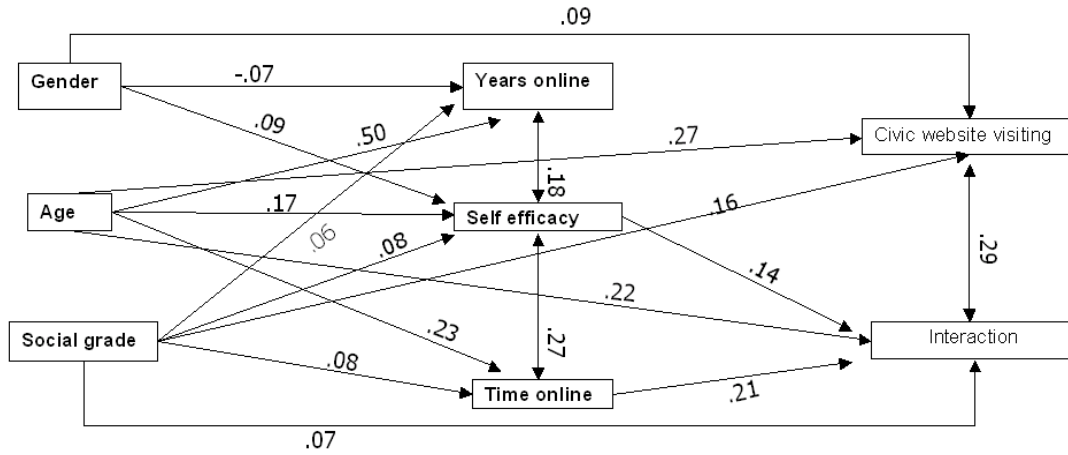 .09
Gender
-.07
Years online
.09
.50
.27
Civic website visiting
.18
Age
.17
Self efficacy
.16
.06
.08
.14
.29
.22
Social grade
.23
.27
Interaction
.08
Time online
.21
.07